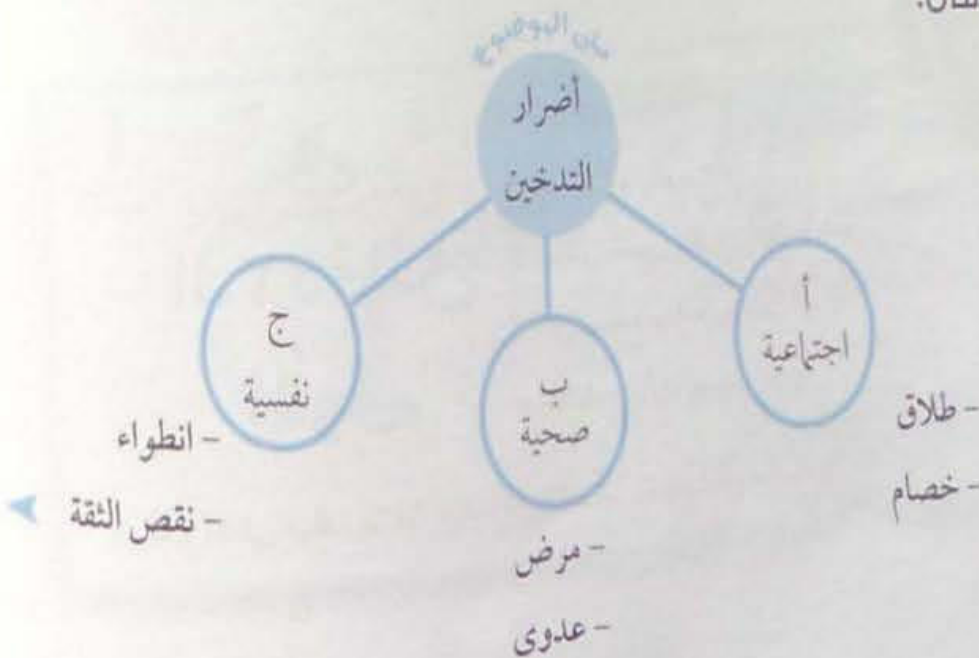 أضرار
التدخين
أ
اجتماعية
- طلاق
- خصام
ب
صحية
- مرض
- عدوى
ج
نفسية
- انطواء
- نقص الثقة